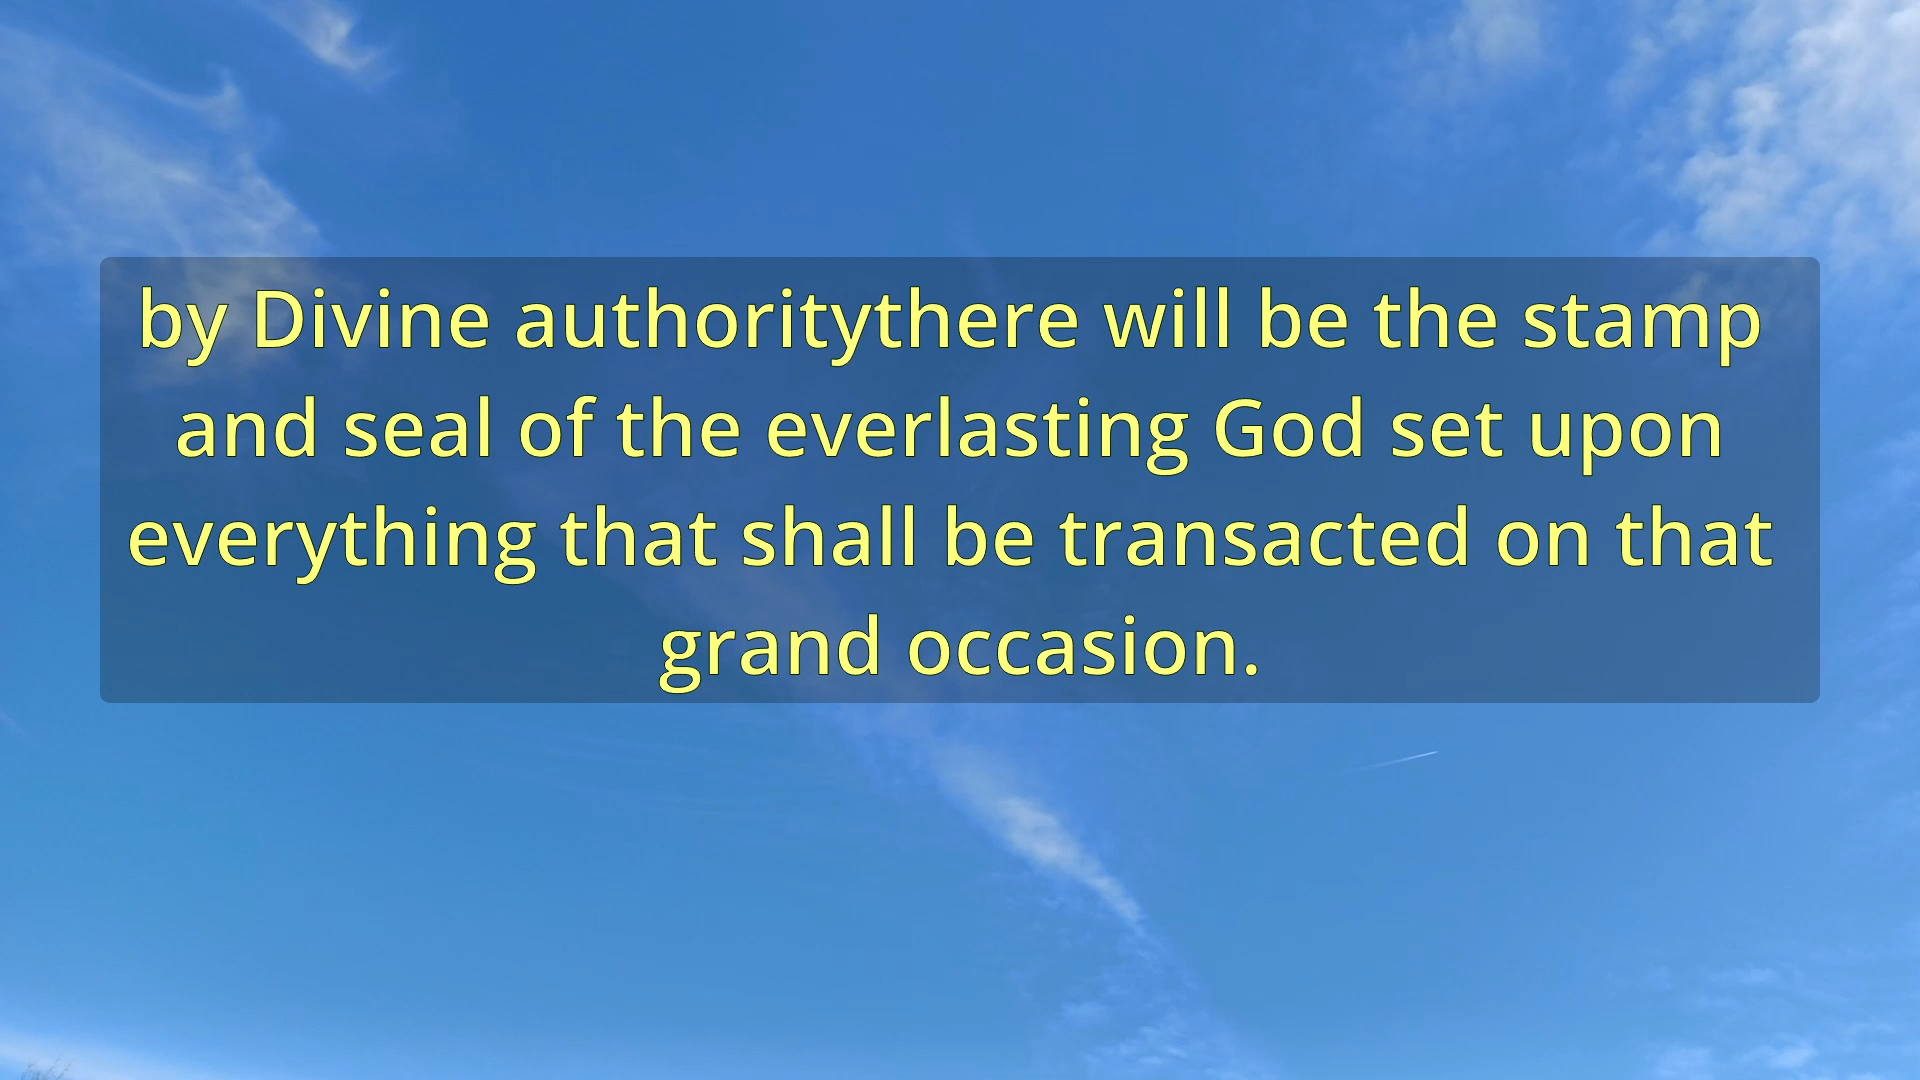 by Divine authoritythere will be the stamp
and seal of the everlasting God set upon
everything that shall be transacted on that
grand occasion.